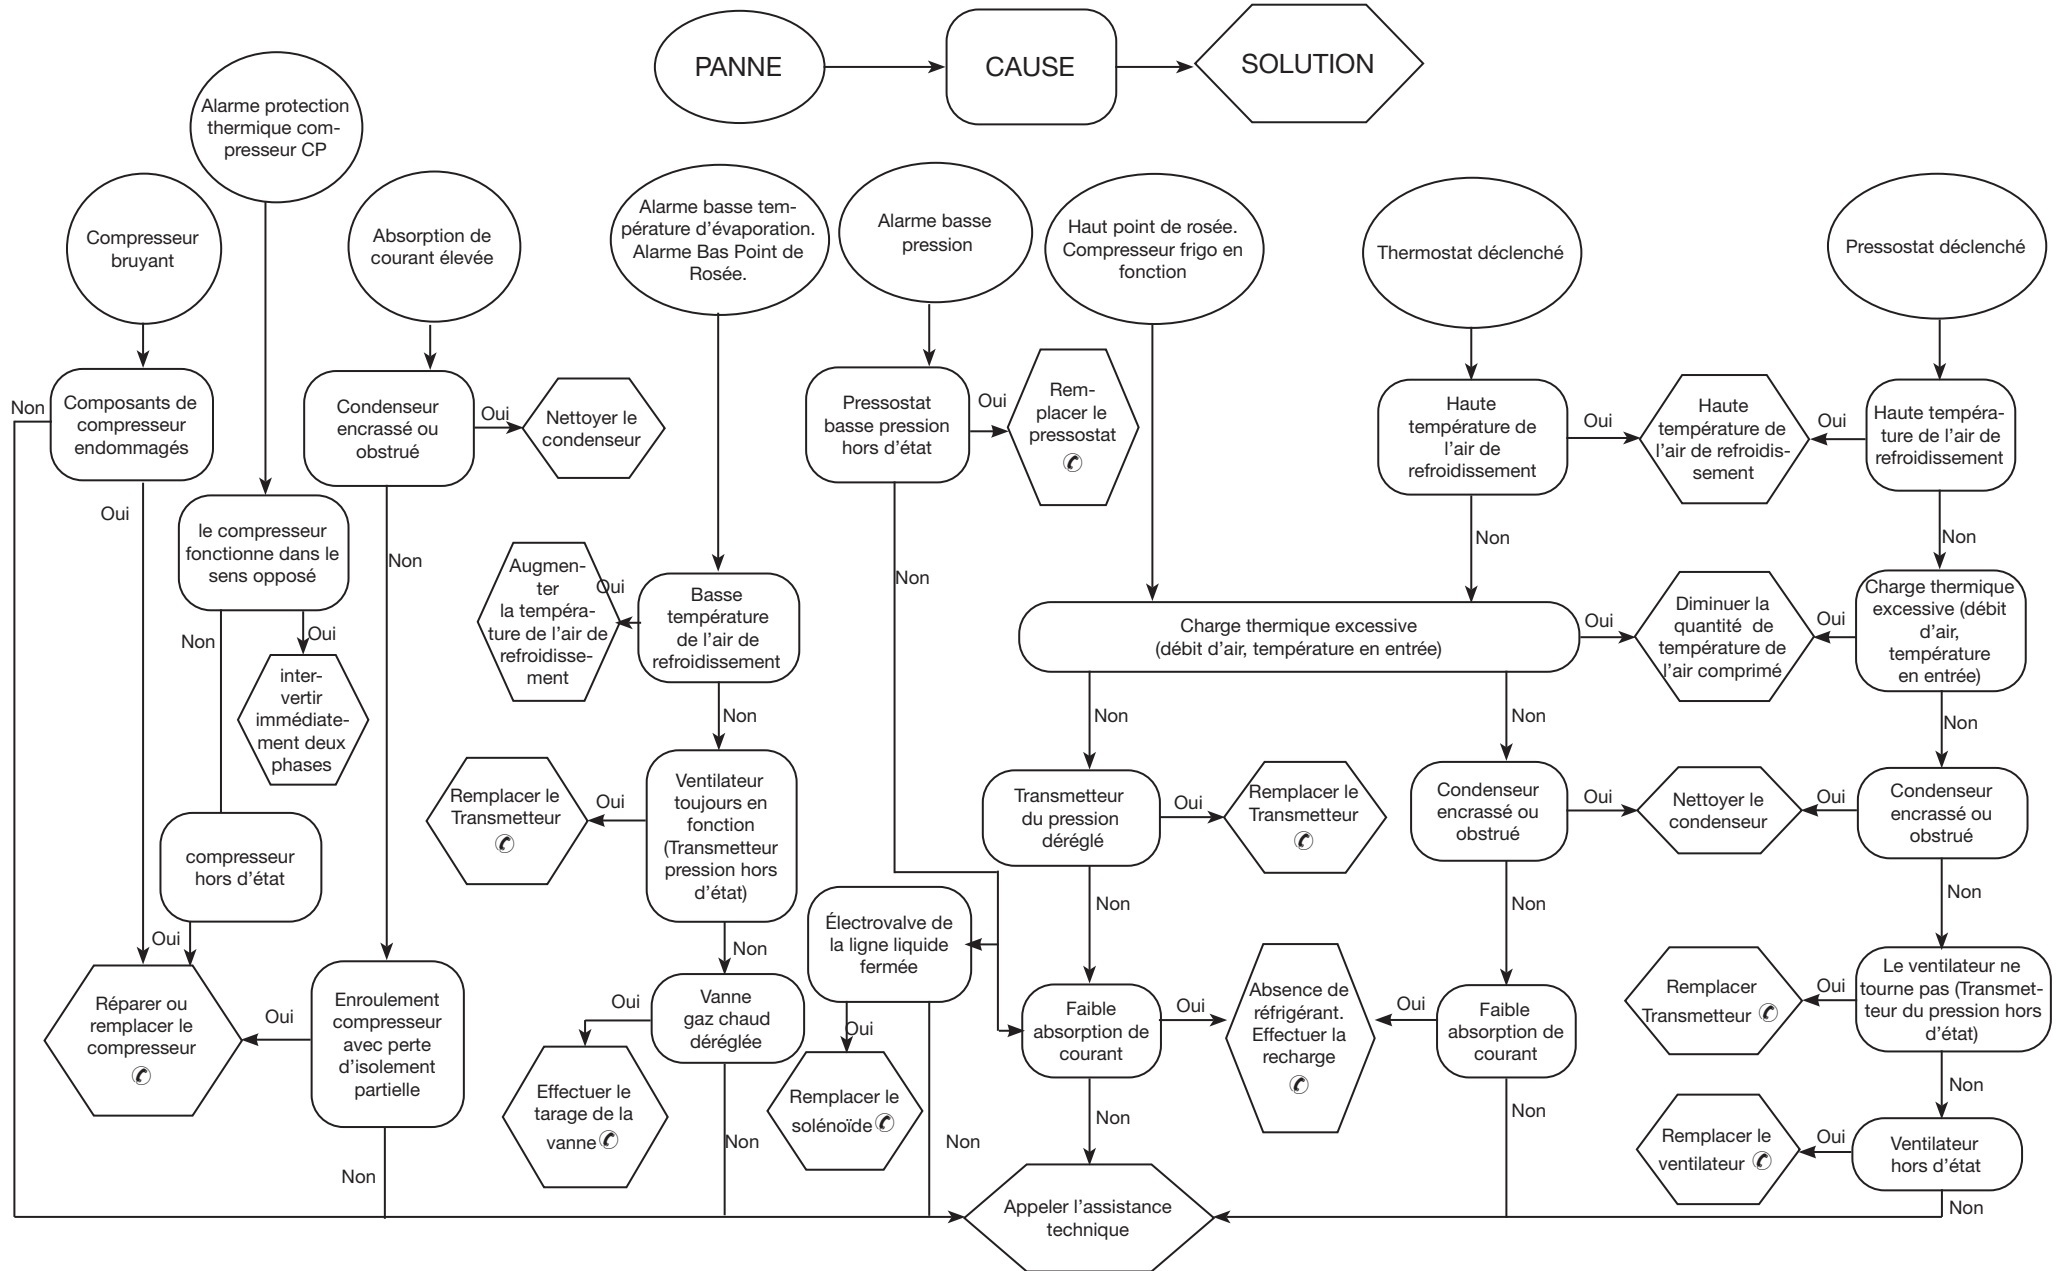 PANNE
CAUSE
SOLUTION
Alarme protection
thermique com-
presseur CP
Compresseur
bruyant
Absorption de
courant élevée
Alarme basse tem-
pérature d'évaporation.
Alarme Bas Point de
Rosée.
Alarme basse
pression
Haut point de rosée.
Compresseur frigo en
fonction
Thermostat déclenché
Pressostat déclenché
Non
Composants de
compresseur
endommagés
Oui
Condenseur
encrassé ou
obstrué
Oui
Nettoyer le
condenseur
Non
Pressostat
basse pression
hors d'état
Oui
Rem-
placer le
pressostat
Non
Haute
température de
l'air de
refroidissement
Oui
Haute
température de
l'air de refroidis-
sement
Oui
Haute tempéra-
ture de l'air de
refroidissement
Non
Non
le compresseur
fonctionne dans le
sens opposé
Non
Oui
inter-
vertir
immédiate-
ment deux
phases
Augmen-
ter
la tempéra-
ture de l'air de
refroidisse-
ment
Oui
Basse
température
de l'air de
refroidissement
Non
Charge thermique excessive
(débit d'air, température en entrée)
Oui
Diminuer la
quantité de
température de
l'air comprimé
Oui
Charge thermique
excessive (débit
d'air,
température
en entrée)
Non
Non
Non
compresseur
hors d'état
Oui
Remplacer le
Transmetteur
Oui
Ventilateur
toujours en
fonction
(Transmetteur
pression hors
d'état)
Non
Transmetteur
du pression
déréglé
Oui
Remplacer le
Transmetteur
Non
Condenseur
encrassé ou
obstrué
Oui
Nettoyer le
condenseur
Oui
Condenseur
encrassé ou
obstrué
Non
Non
Électrovalve de
la ligne liquide
fermée
Oui
Non
Réparer ou
remplacer le
compresseur
Oui
Enroulement
compresseur
avec perte
d'isolement
partielle
Non
Oui
Vanne
gaz chaud
déréglée
Non
Effectuer le
tarage de la
vanne
Remplacer le
solénoïde
Faible
absorption de
courant
Oui
Absence de
réfrigérant.
Effectuer la
recharge
Oui
Faible
absorption de
courant
Non
Non
Remplacer
Transmetteur
Oui
Le ventilateur ne
tourne pas (Transmet-
teur du pression hors
d'état)
Non
Remplacer le
ventilateur
Oui
Ventilateur
hors d'état
Non
Appeler l'assistance
technique